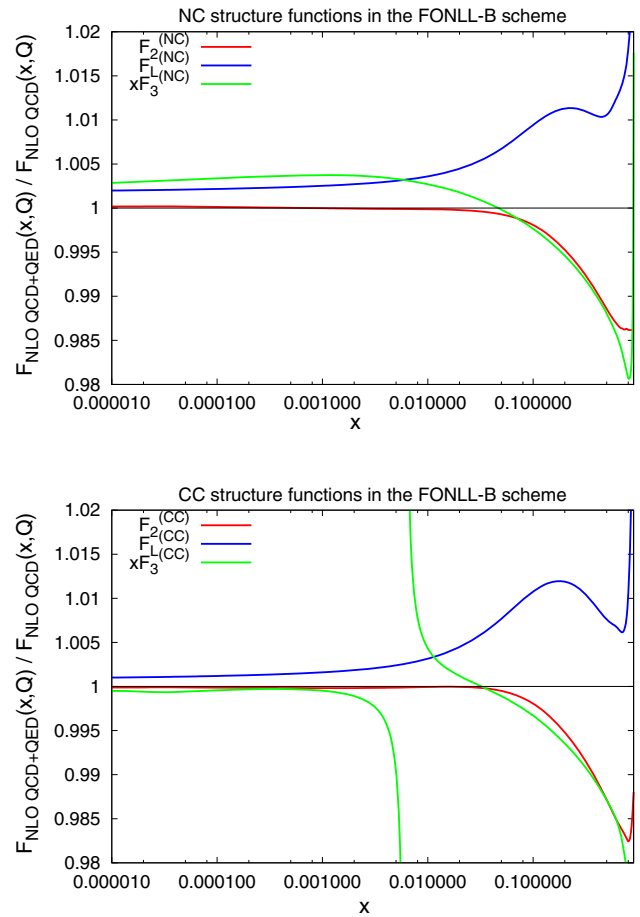 NC structure functions in the FONLL-B scheme
F2(NC)
FL(NC)
xF3(NC)
1.02
1.015
1.01
1.005
1
0.995
0.99
0.985
0.98
0.000010
0.000100
0.001000
0.010000
0.100000
x
FNLO QCD+QED(x,Q) / FNLO QCD(x,Q)
CC structure functions in the FONLL-B scheme
F2(CC)
FL(CC)
xF3(CC)
1.02
1.015
1.01
1.005
1
0.995
0.99
0.985
0.98
0.000010
0.000100
0.001000
0.010000
0.100000
x
FNLO QCD+QED(x,Q) / FNLO QCD(x,Q)